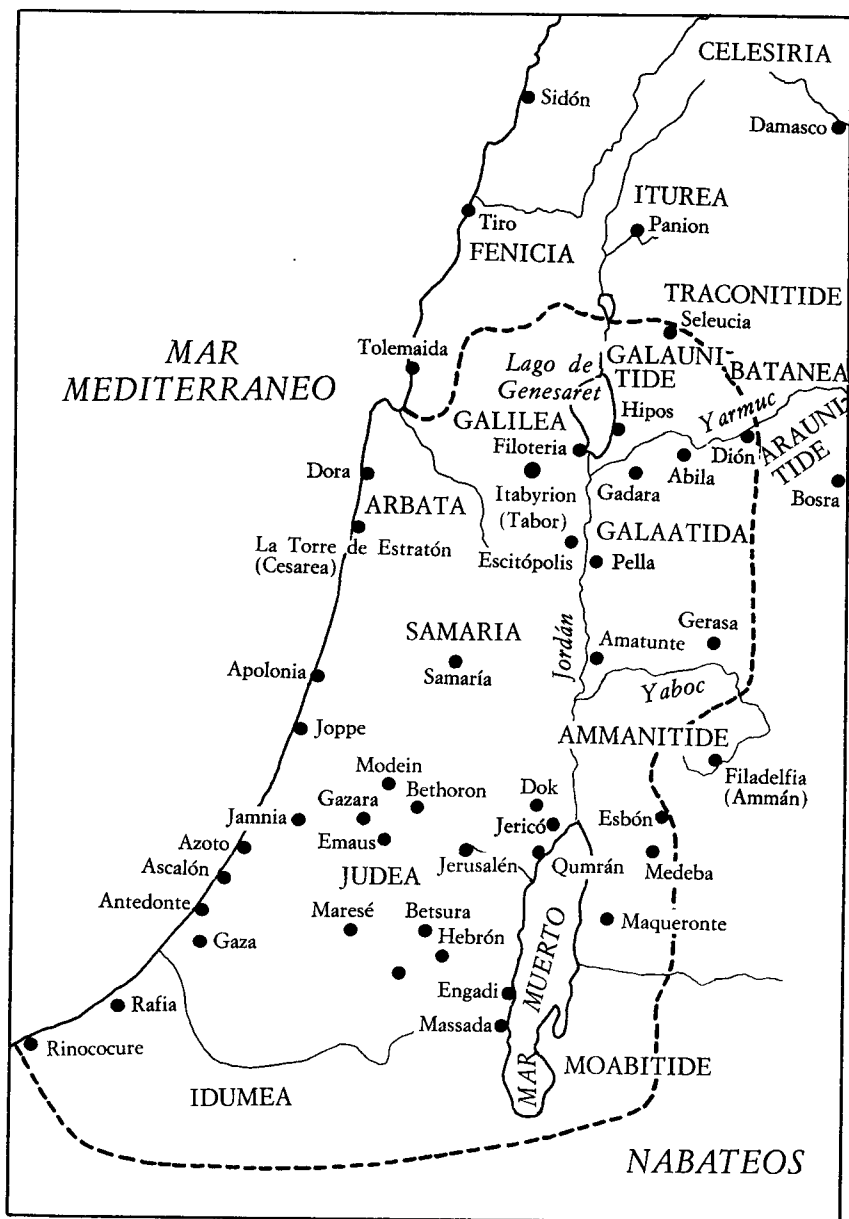 CELESIRIA
Sidón
Damasco
ITUREA
Tiro
Panion
FENICIA
TRACONITIDE
Seleucia
MAR
MEDITERRANEO
Tolemaida
Lago de
Genesaret
GALAUNI-
TIDE
BATANEA
Yarmuc
GALILEA
Hipos
Filoteria
Dión
ARAUNI-
TIDE
Dora
Itabyrion
(Tabor)
Gadara
Abila
Bosra
ARBATA
GALAATIDA
La Torre de Estratón
(Cesarea)
Escitópolis
Pella
SAMARIA
Samaría
Jordán
Amatunte
Gerasa
Apolonia
Yaboc
Joppe
AMMANITIDE
Filadelfia
(Ammán)
Modein
Bethoron
Dok
Jamnia
Gazara
Jericó
Esbón
Azoto
Emaus
Jerusalén
Qumrán
Medeba
Ascalón
JUDEA
Antedonte
Maresé
Betsura
Maqueronte
Gaza
Hebrón
MAR MUERTO
Engadi
Rafia
Massada
Rinococure
MOABITIDE
IDUMEA
NABATEOS